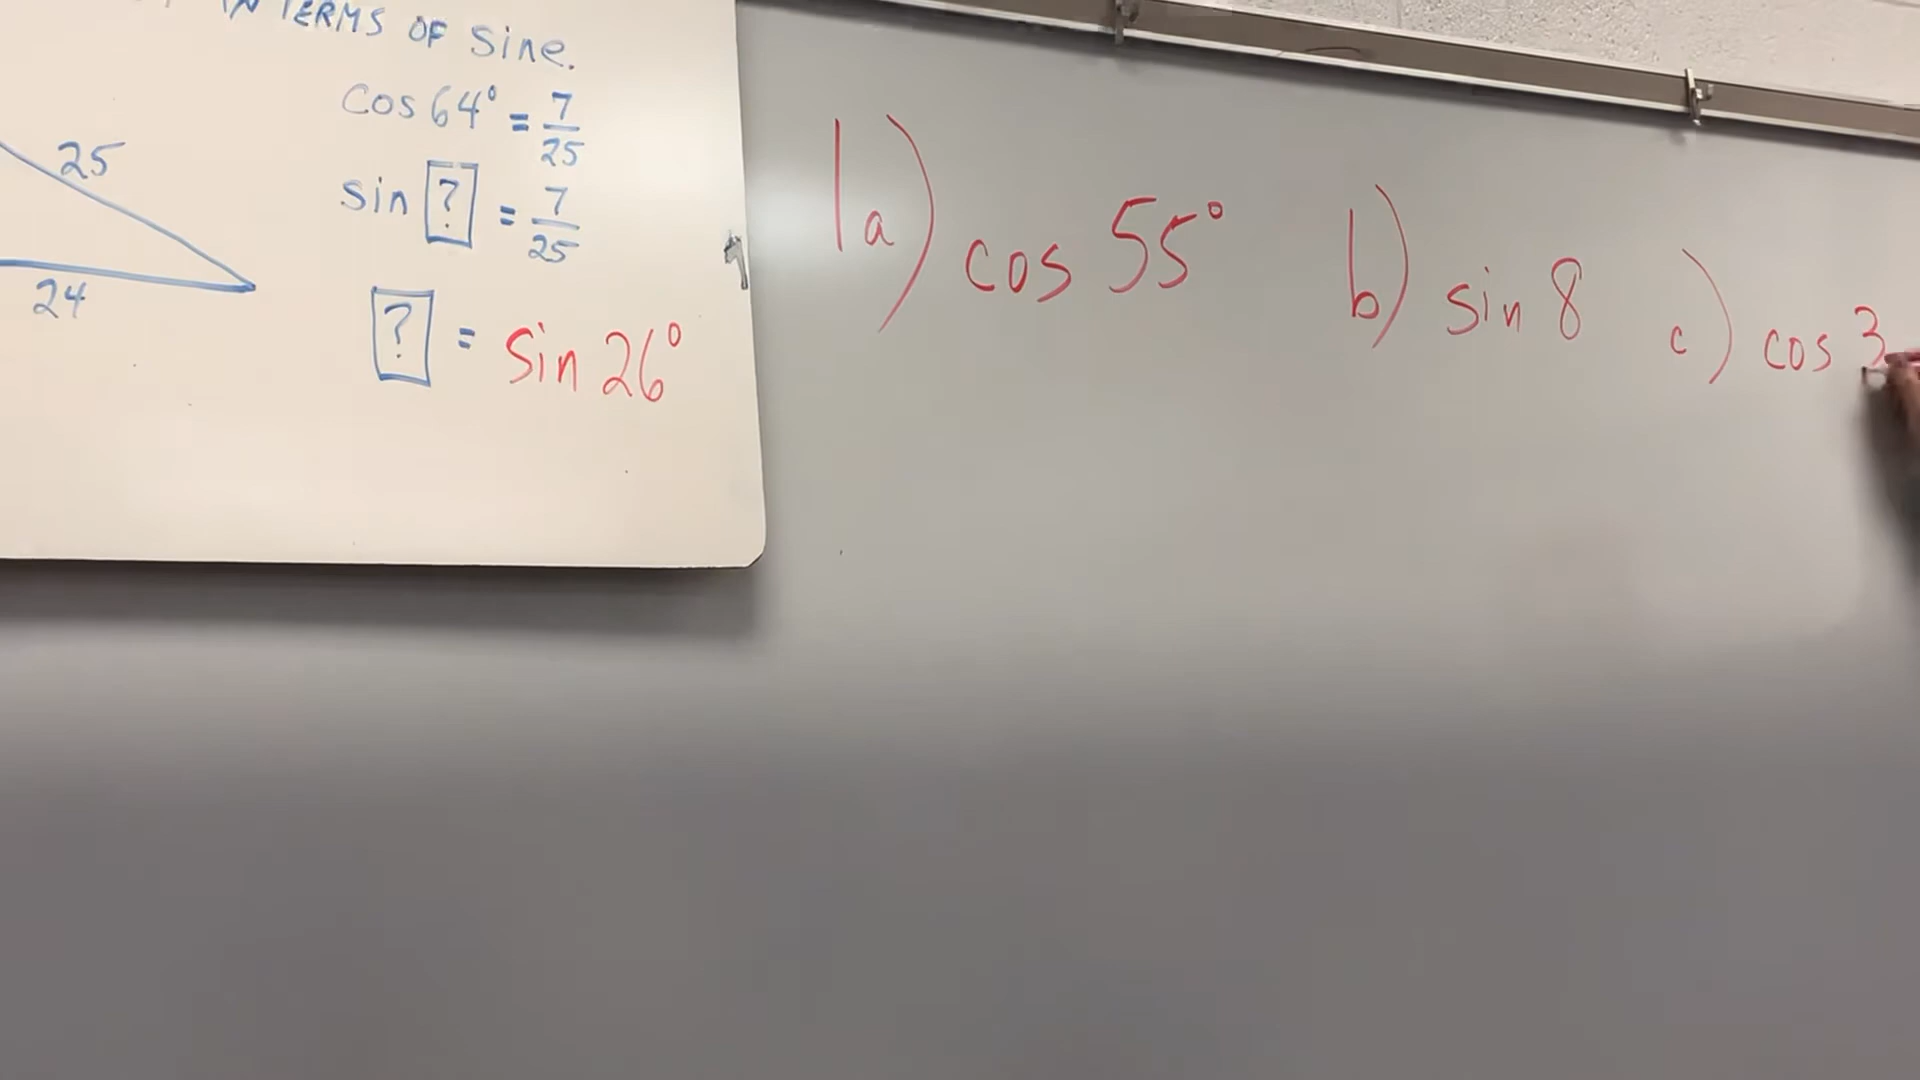 IN TERMS OF sine.
cos 64° = 7/25
25
sin ? = 7/25
24
? = sin 26°
1a) cos 55°
b) sin 8
c) cos 3